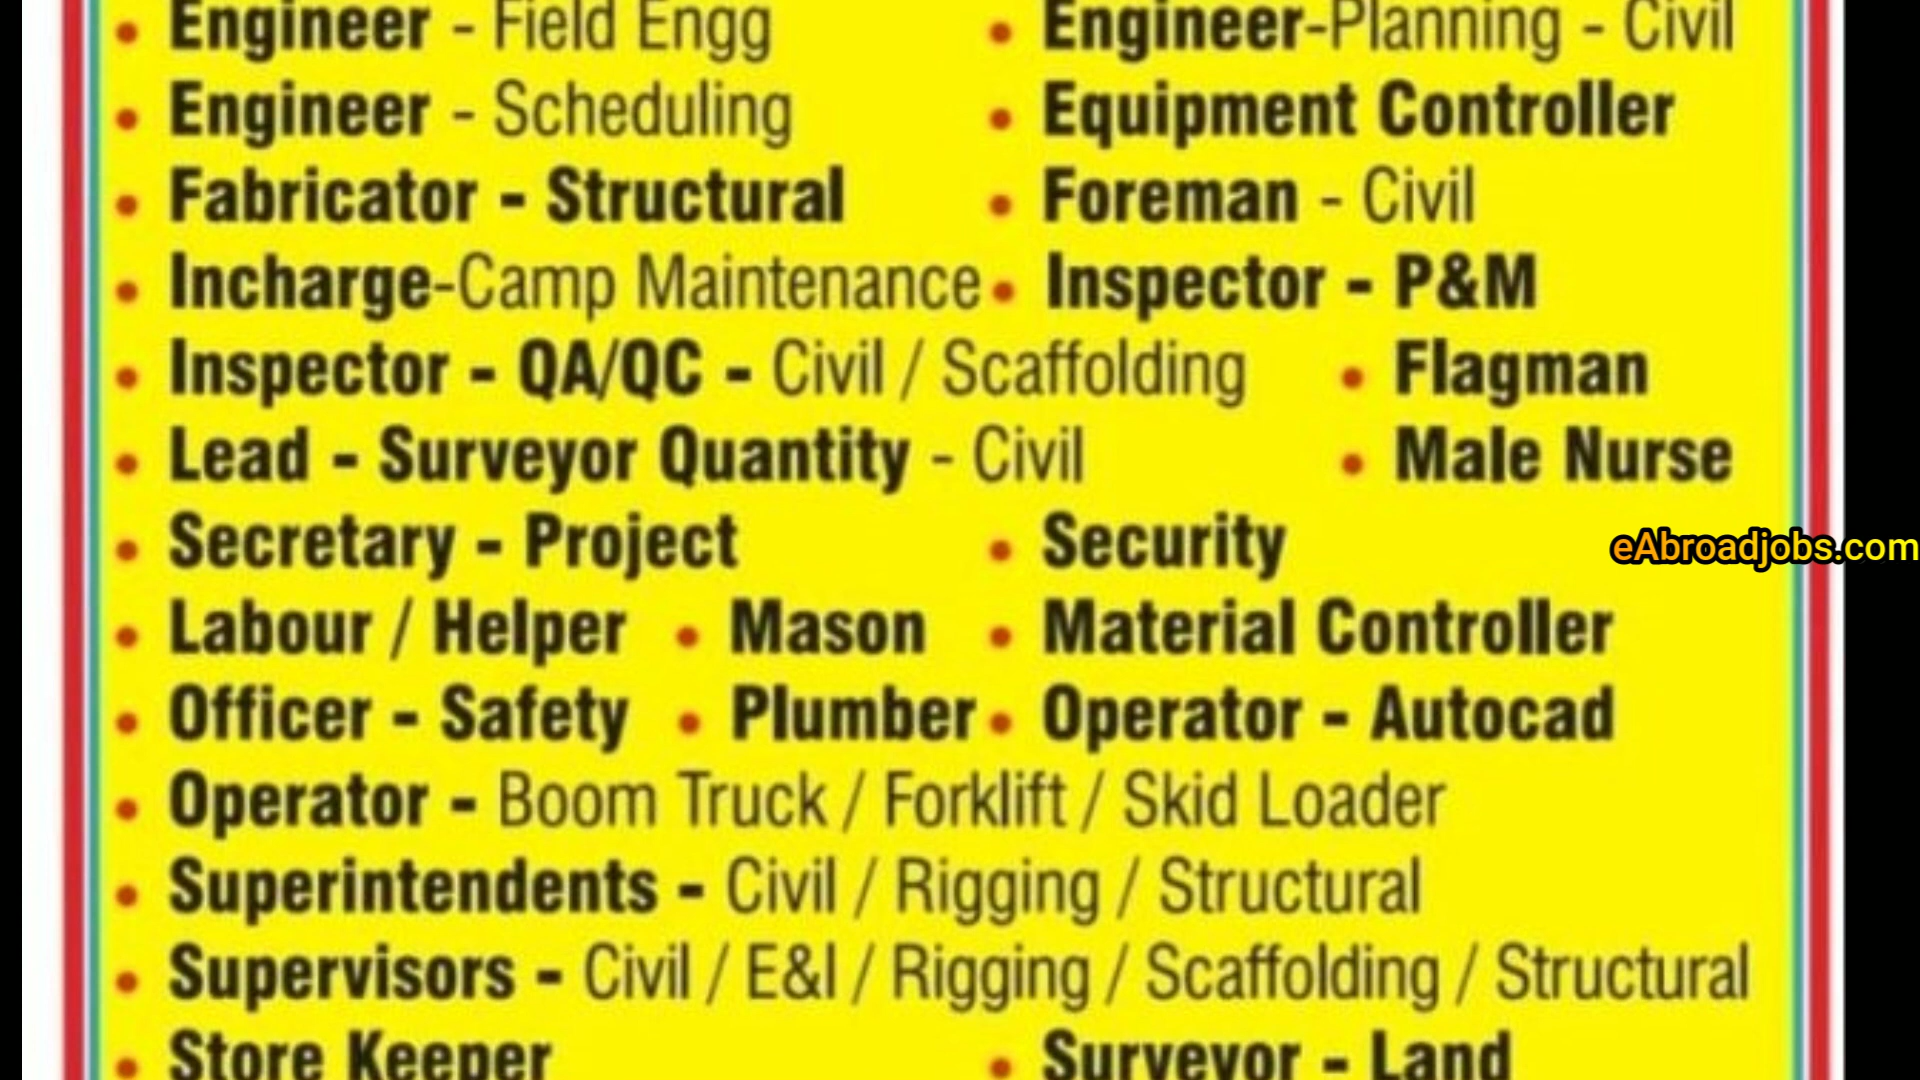 • Engineer - Field Engg • Engineer-Planning - Civil
• Engineer - Scheduling • Equipment Controller
• Fabricator - Structural • Foreman - Civil
• Incharge-Camp Maintenance • Inspector - P&M
• Inspector - QA/QC - Civil / Scaffolding • Flagman
• Lead - Surveyor Quantity - Civil • Male Nurse
• Secretary - Project • Security
eAbroadjobs.com
• Labour / Helper • Mason • Material Controller
• Officer - Safety • Plumber • Operator - Autocad
• Operator - Boom Truck / Forklift / Skid Loader
• Superintendents - Civil / Rigging / Structural
• Supervisors - Civil / E&I / Rigging / Scaffolding / Structural
• Store Keeper • Surveyor - Land